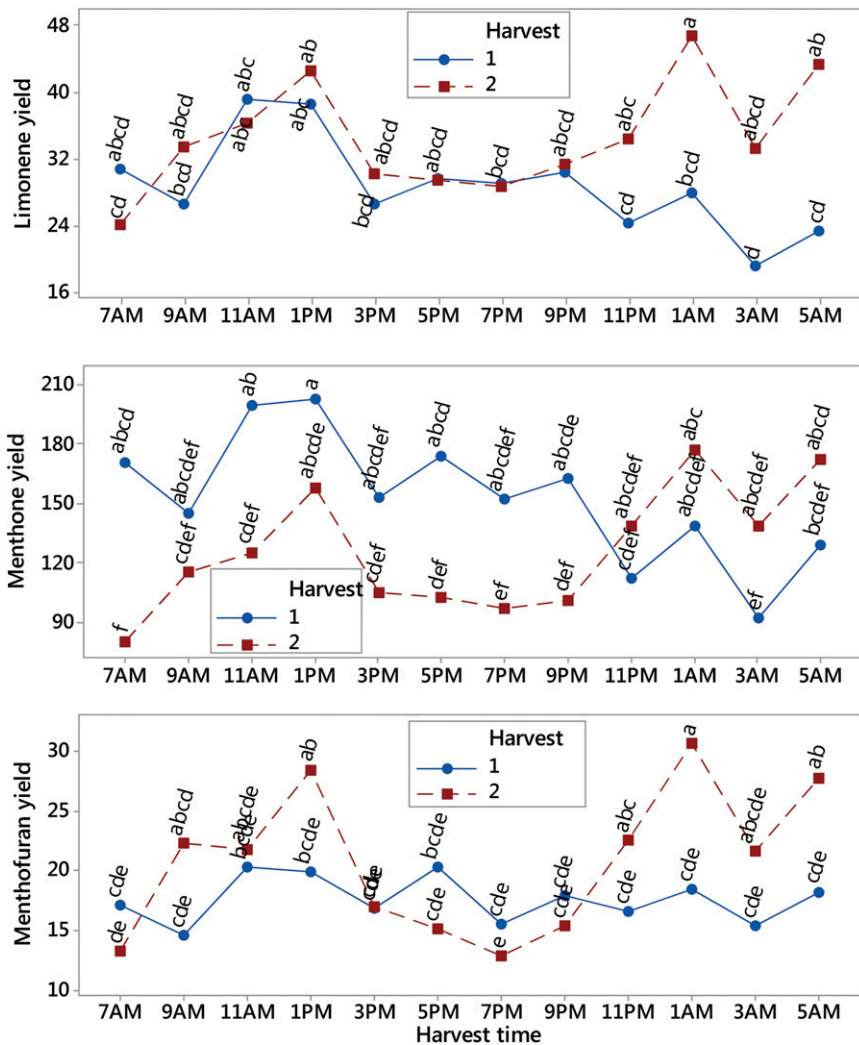 Limonene yield
48
40
32
24
16
Harvest
1
2
abcd
cd
abcd
bcd
abc
abc
ab
abc
abcd
bcd
abcd
bcd
abcd
abc
cd
a
bcd
abcd
d
ab
cd
7AM 9AM 11AM 1PM 3PM 5PM 7PM 9PM 11PM 1AM 3AM 5AM
Menthone yield
210
180
150
120
90
Harvest
1
2
abcd
f
abcdef
cdef
ab
cdef
a
abcde
abcdef
cdef
abcd
def
abcdef
ef
abcde
def
abcdef
cdef
abc
abcdef
abcdef
ef
abcd
bcdef
7AM 9AM 11AM 1PM 3PM 5PM 7PM 9PM 11PM 1AM 3AM 5AM
Menthofuran yield
30
25
20
15
10
Harvest
1
2
cde
de
abcd
cde
abcde
bcde
ab
bcde
bcde
cde
cde
e
cde
cde
abc
cde
a
cde
abcde
cde
ab
cde
7AM 9AM 11AM 1PM 3PM 5PM 7PM 9PM 11PM 1AM 3AM 5AM
Harvest time